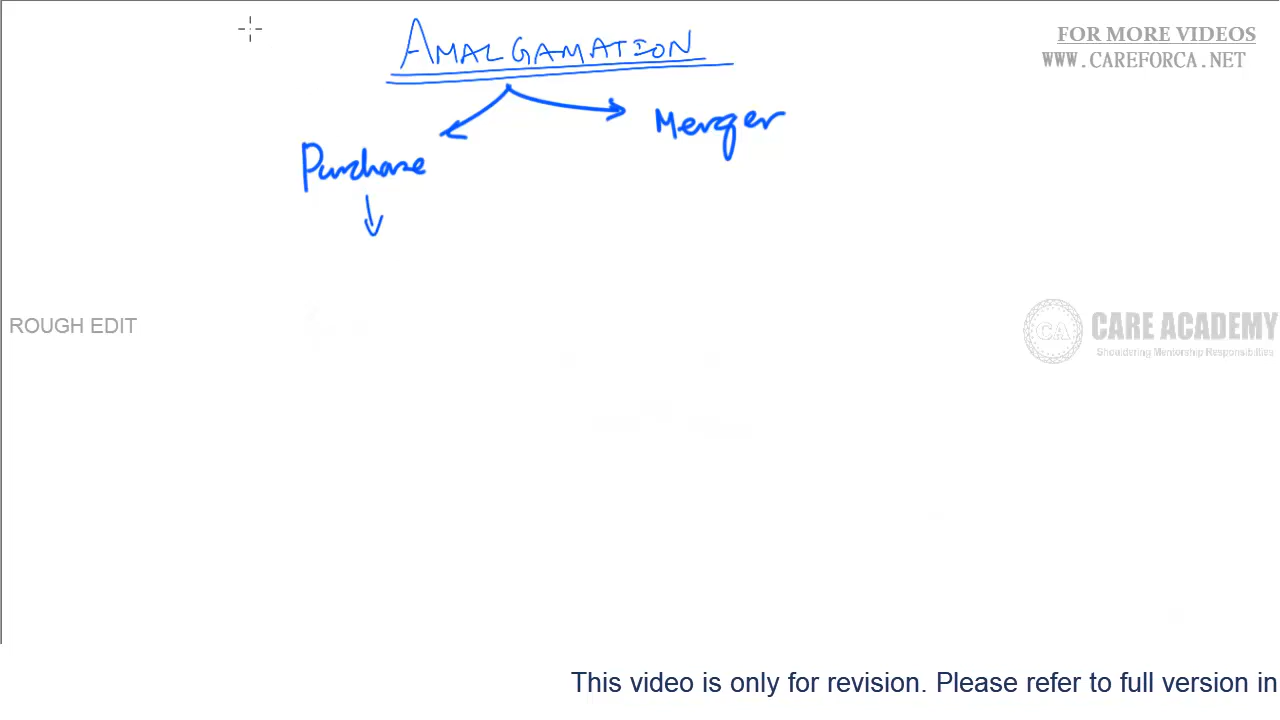 AMALGAMATION
FOR MORE VIDEOS
WWW.CAREFORCA.NET
Merger
Purchase
ROUGH EDIT
CA
CARE ACADEMY
Shouldering Mentorship Responsibilities
This video is only for revision. Please refer to full version in